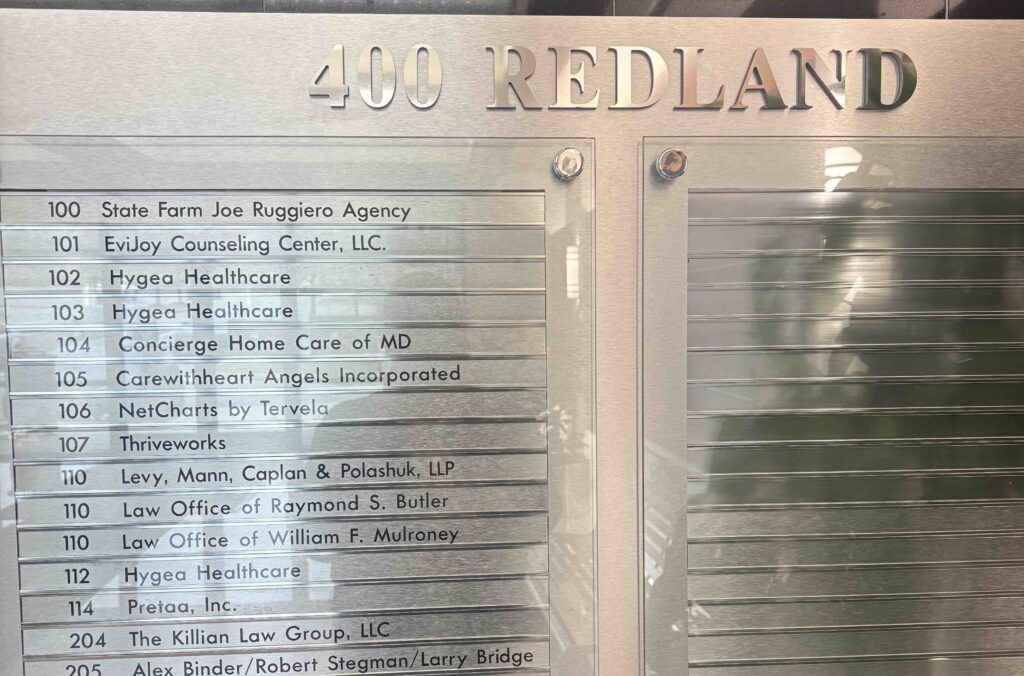 400 REDLAND
100 State Farm Joe Ruggiero Agency
101 EviJoy Counseling Center, LLC.
102 Hygea Healthcare
103 Hygea Healthcare
104 Concierge Home Care of MD
105 Carewithheart Angels Incorporated
106 NetCharts by Tervela
107 Thriveworks
110 Levy, Mann, Caplan & Polashuk, LLP
110 Law Office of Raymond S. Butler
110 Law Office of William F. Mulroney
112 Hygea Healthcare
114 Pretaa, Inc.
204 The Killian Law Group, LLC
205 Alex Binder/Robert Stegman/Larry Bridge